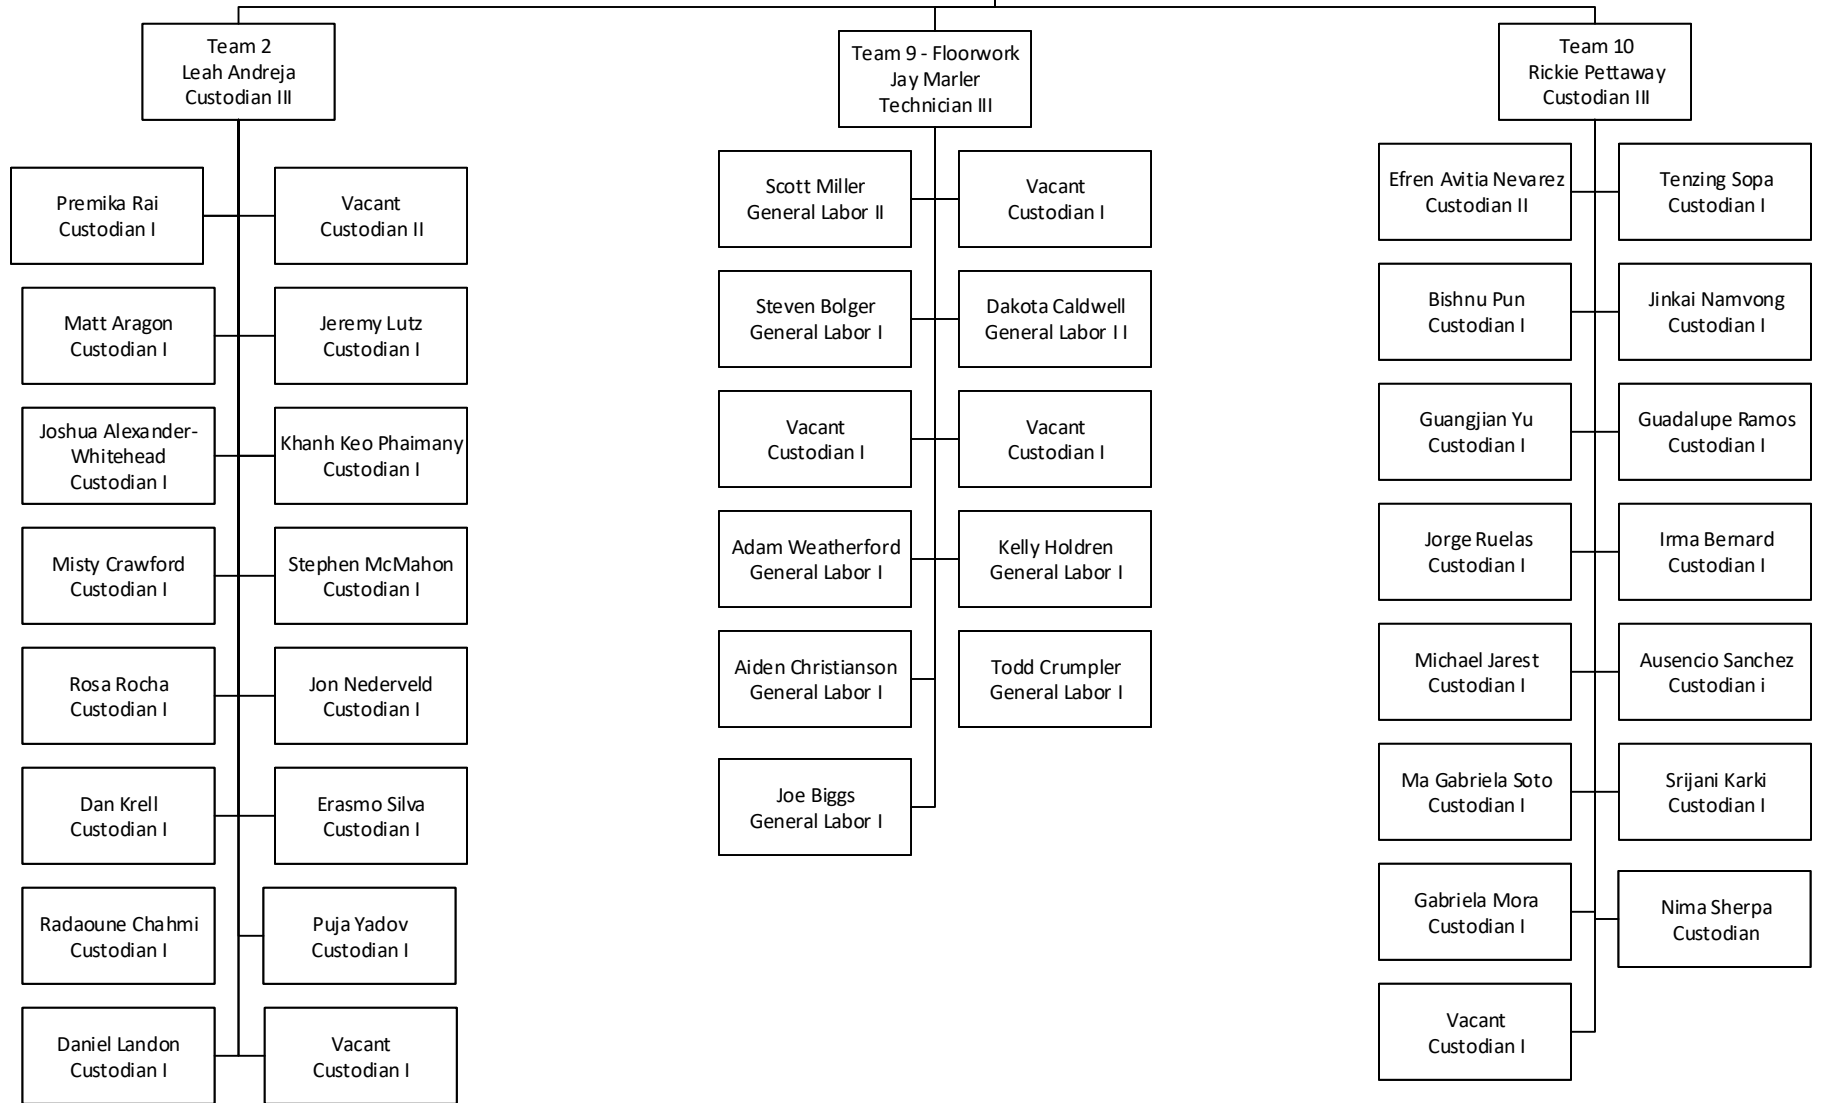 Team 2
Leah Andreja
Custodian III
Premika Rai
Custodian I
Vacant
Custodian II
Matt Aragon
Custodian I
Jeremy Lutz
Custodian I
Joshua Alexander-
Whitehead
Custodian I
Khanh Keo Phaimany
Custodian I
Misty Crawford
Custodian I
Stephen McMahon
Custodian I
Rosa Rocha
Custodian I
Jon Nederveld
Custodian I
Dan Krell
Custodian I
Erasmo Silva
Custodian I
Radaoune Chahmi
Custodian I
Puja Yadov
Custodian I
Daniel Landon
Custodian I
Vacant
Custodian I
Team 9 - Floorwork
Jay Marler
Technician III
Scott Miller
General Labor II
Vacant
Custodian I
Steven Bolger
General Labor I
Dakota Caldwell
General Labor I I
Vacant
Custodian I
Vacant
Custodian I
Adam Weatherford
General Labor I
Kelly Holdren
General Labor I
Aiden Christianson
General Labor I
Todd Crumpler
General Labor I
Joe Biggs
General Labor I
Team 10
Rickie Pettaway
Custodian III
Efren Avitia Nevarez
Custodian II
Tenzing Sopa
Custodian I
Bishnu Pun
Custodian I
Jinkai Namvong
Custodian I
Guangjian Yu
Custodian I
Guadalupe Ramos
Custodian I
Jorge Ruelas
Custodian I
Irma Bernard
Custodian I
Michael Jarest
Custodian I
Ausencio Sanchez
Custodian i
Ma Gabriela Soto
Custodian I
Srijani Karki
Custodian I
Gabriela Mora
Custodian I
Nima Sherpa
Custodian
Vacant
Custodian I